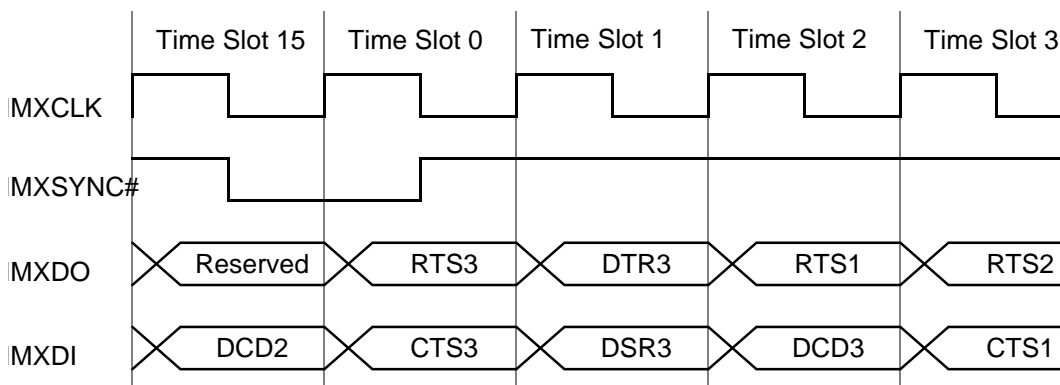 Time Slot 15 Time Slot 0 Time Slot 1 Time Slot 2 Time Slot 3
MXCLK
MXSYNC#
MXDO Reserved RTS3 DTR3 RTS1 RTS2
MXDI DCD2 CTS3 DSR3 DCD3 CTS1